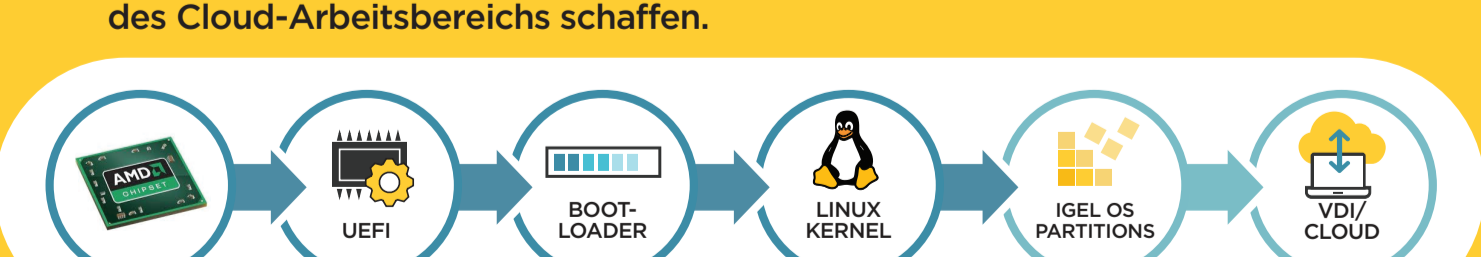 des Cloud-Arbeitsbereichs schaffen.
AMD
CHIPSET
UEFI
BOOT-
LOADER
LINUX
KERNEL
IGEL OS
PARTITIONS
VDI/
CLOUD